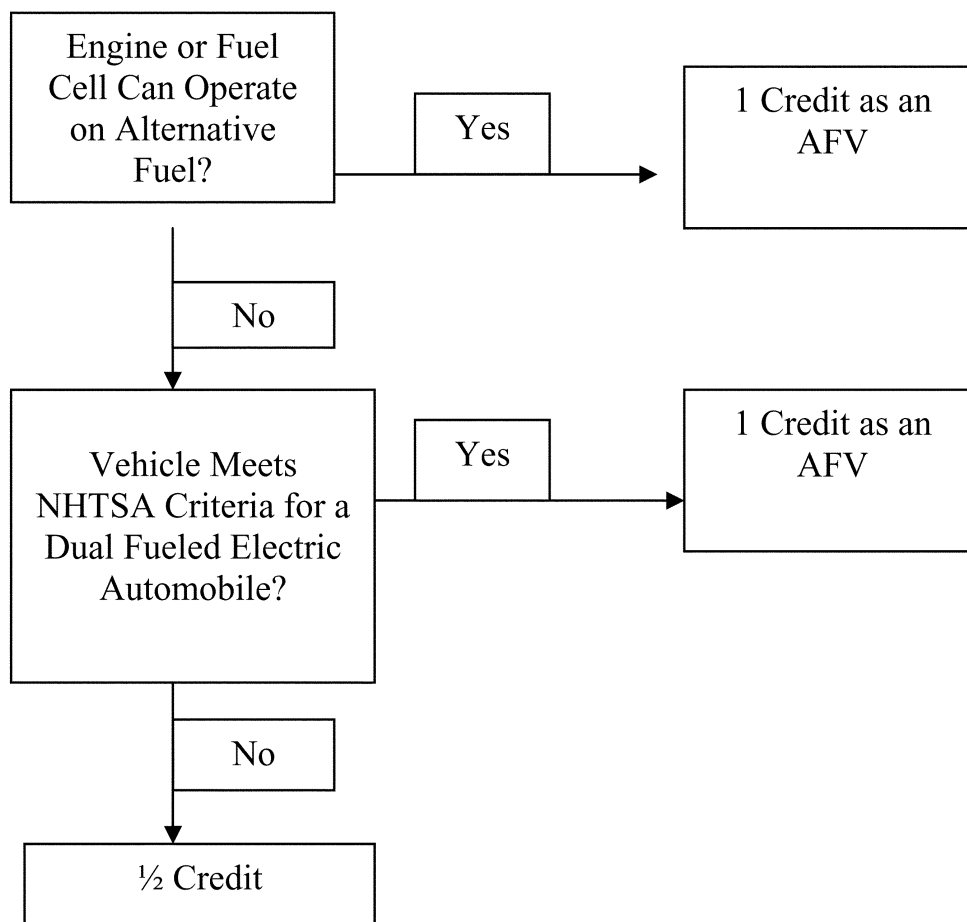 Engine or Fuel
Cell Can Operate
on Alternative
Fuel?
Yes
1 Credit as an
AFV
No
Vehicle Meets
NHTSA Criteria for a
Dual Fueled Electric
Automobile?
Yes
1 Credit as an
AFV
No
½ Credit